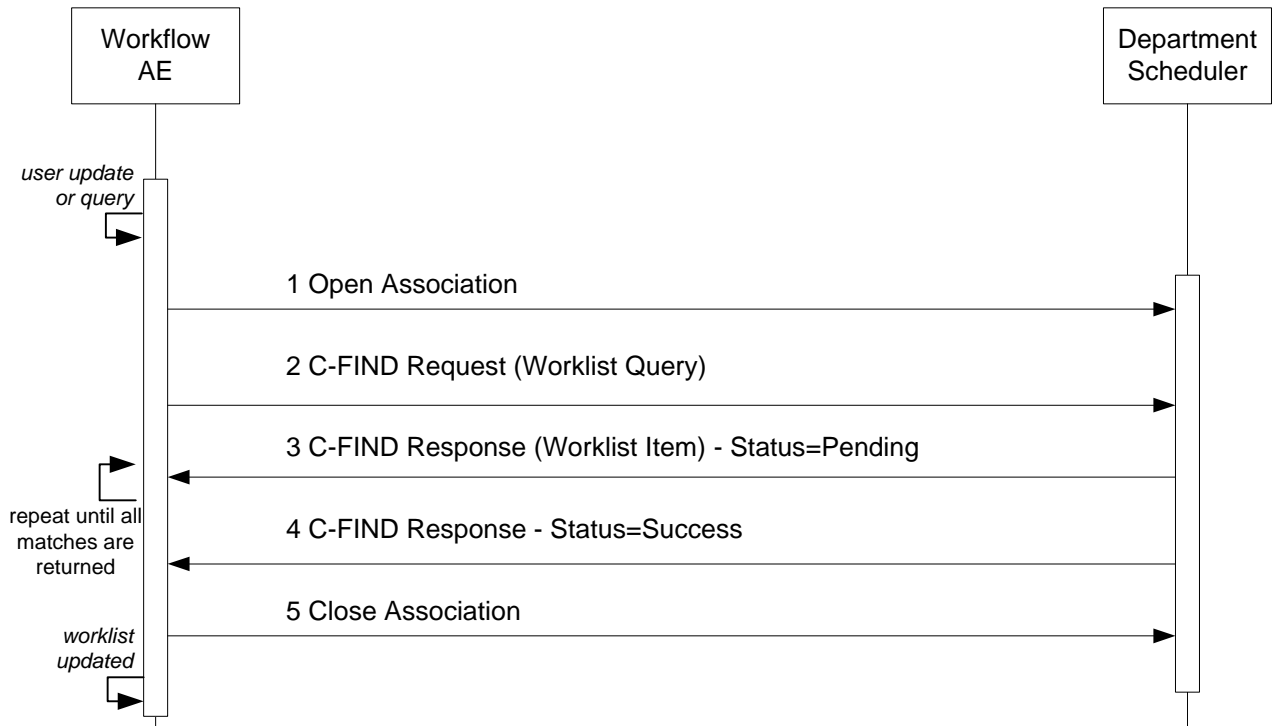 Workflow
AE
Department
Scheduler
user update
or query
1 Open Association
2 C-FIND Request (Worklist Query)
3 C-FIND Response (Worklist Item) - Status=Pending
repeat until all
matches are
returned
4 C-FIND Response - Status=Success
5 Close Association
worklist
updated